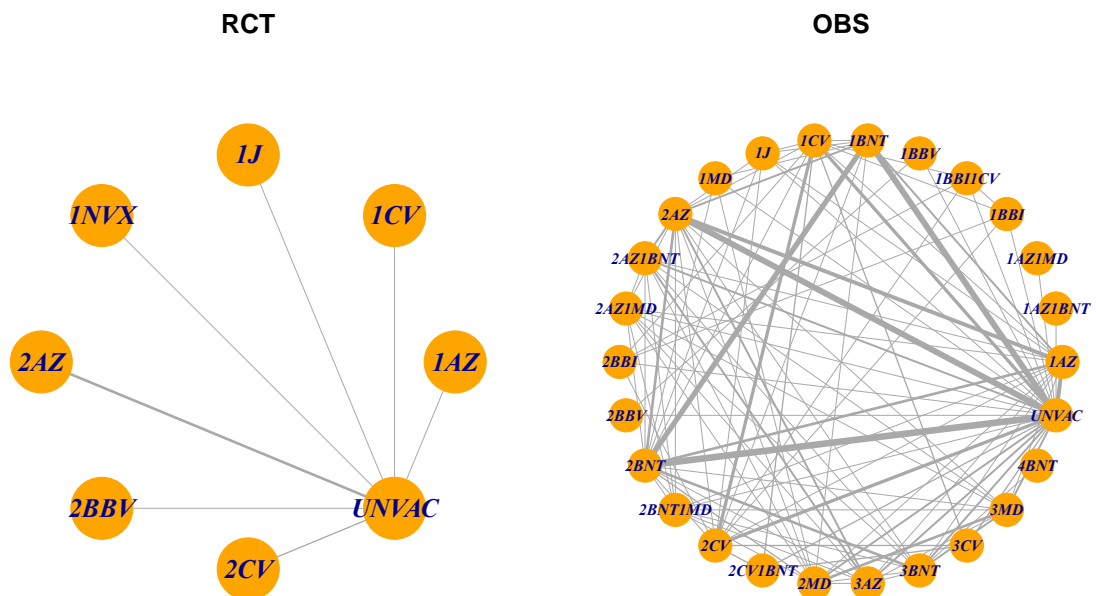 RCT
1J
1NVX
1CV
2AZ
1AZ
2BBV
UNVAC
2CV
OBS
1CV
1BNT
1J
1BBV
1MD
1BBI1CV
2AZ
1BBI
2AZ1BNT
1AZ1MD
2AZ1MD
1AZ1BNT
2BBI
1AZ
2BBV
UNVAC
2BNT
4BNT
2BNT1MD
3MD
2CV
3CV
2CV1BNT
3BNT
2MD
3AZ